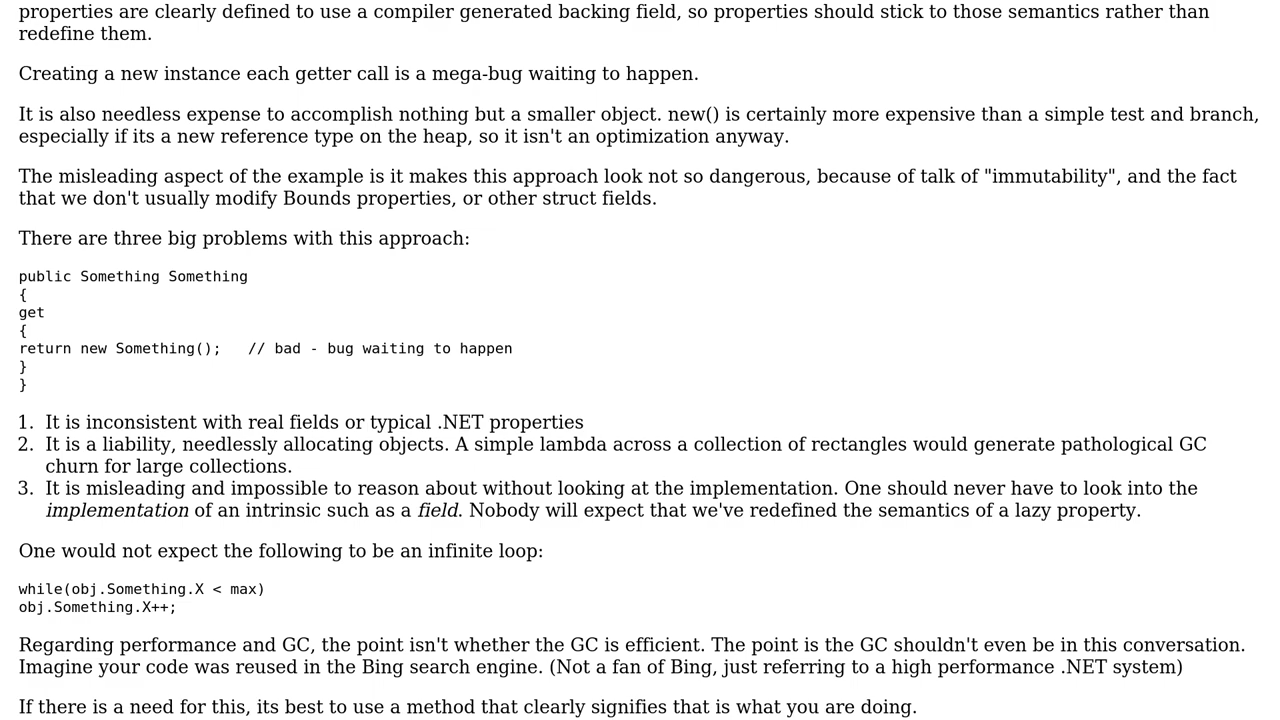 properties are clearly defined to use a compiler generated backing field, so properties should stick to those semantics rather than
redefine them.
Creating a new instance each getter call is a mega-bug waiting to happen.
It is also needless expense to accomplish nothing but a smaller object. new() is certainly more expensive than a simple test and branch,
especially if its a new reference type on the heap, so it isn't an optimization anyway.
The misleading aspect of the example is it makes this approach look not so dangerous, because of talk of "immutability", and the fact
that we don't usually modify Bounds properties, or other struct fields.
There are three big problems with this approach:
public Something Something
{
get
{
return new Something();   // bad - bug waiting to happen
}
}
1. It is inconsistent with real fields or typical .NET properties
2. It is a liability, needlessly allocating objects. A simple lambda across a collection of rectangles would generate pathological GC
churn for large collections.
3. It is misleading and impossible to reason about without looking at the implementation. One should never have to look into the
implementation of an intrinsic such as a field. Nobody will expect that we've redefined the semantics of a lazy property.
One would not expect the following to be an infinite loop:
while(obj.Something.X < max)
obj.Something.X++;
Regarding performance and GC, the point isn't whether the GC is efficient. The point is the GC shouldn't even be in this conversation.
Imagine your code was reused in the Bing search engine. (Not a fan of Bing, just referring to a high performance .NET system)
If there is a need for this, its best to use a method that clearly signifies that is what you are doing.